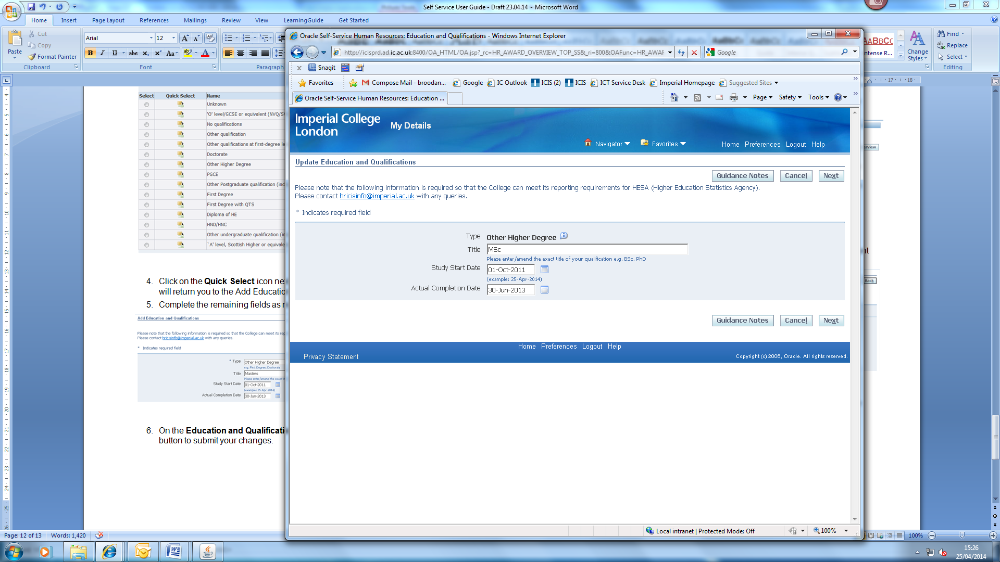 Self Service User Guide - Draft 23.04.14 - Microsoft Word
Home Insert Page Layout References Mailings Review View LearningGuide Get Started
Paste
Cut
Copy
Format Painter
Clipboard
Arial 12
Font
Paragraph
Change Styles
Find
Replace
Select
Editing
Select Quick Select Name
Unknown
'O' level/GCSE or equivalent (NVQ/S
No qualifications
Other qualification
Other qualifications at first-degree le
Doctorate
Other Higher Degree
PGCE
Other Postgraduate qualification (inc
First Degree
First Degree with QTS
Diploma of HE
HND/HNC
Other undergraduate qualification (in
`A' level, Scottish Higher or equivale
4. Click on the Quick Select icon ne
will return you to the Add Educatio
5. Complete the remaining fields as r
Add Education and Qualifications
Please note that the following information is required so that the College can meet its rep
Please contact hricisinfo@imperial.ac.uk with any queries.
* Indicates required field
* Type Other Higher Degree
e.g. First Degree, Doctorate
Title Masters
Please enter/amend the exact
Study Start Date 01-Oct-2011
(example: 25-Apr-2014)
Actual Completion Date 30-Jun-2013
6. On the Education and Qualificati
button to submit your changes.
Page: 12 of 13 Words: 1,420
Oracle Self-Service Human Resources: Education and Qualifications - Windows Internet Explorer
http://icisprd.ad.ic.ac.uk:8400/OA_HTML/OA.jsp?_rc=HR_AWARD_OVERVIEW_TOP_SS&_ri=800&OAFunc=HR_AWAR
Google
x Snagit
Favorites Compose Mail - broodan... Google IC Outlook ICIS (2) ICIS ICT Service Desk Imperial Homepage Suggested Sites
Oracle Self-Service Human Resources: Education ...
Page Safety Tools
Imperial College
London
My Details
Navigator Favorites Home Preferences Logout Help
Update Education and Qualifications
Guidance Notes Cancel Next
Please note that the following information is required so that the College can meet its reporting requirements for HESA (Higher Education Statistics Agency).
Please contact hricisinfo@imperial.ac.uk with any queries.
* Indicates required field
Type Other Higher Degree
Title MSc
Please enter/amend the exact title of your qualification e.g. BSc, PhD
Study Start Date 01-Oct-2011
(example: 25-Apr-2014)
Actual Completion Date 30-Jun-2013
Guidance Notes Cancel Next
Home Preferences Logout Help
Privacy Statement
Copyright (c) 2006, Oracle. All rights reserved.
Local intranet | Protected Mode: Off
100%
Back
100%
15:26
25/04/2014